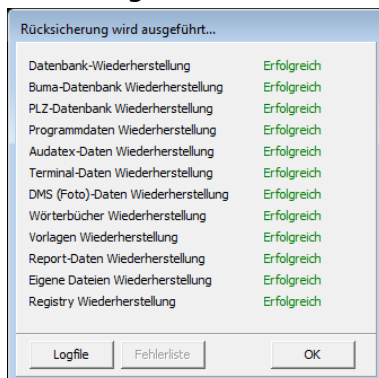 Rücksicherung wird ausgeführt...
Datenbank-Wiederherstellung Erfolgreich
Buma-Datenbank Wiederherstellung Erfolgreich
PLZ-Datenbank Wiederherstellung Erfolgreich
Programmdaten Wiederherstellung Erfolgreich
Audatex-Daten Wiederherstellung Erfolgreich
Terminal-Daten Wiederherstellung Erfolgreich
DMS (Foto)-Daten Wiederherstellung Erfolgreich
Wörterbücher Wiederherstellung Erfolgreich
Vorlagen Wiederherstellung Erfolgreich
Report-Daten Wiederherstellung Erfolgreich
Eigene Dateien Wiederherstellung Erfolgreich
Registry Wiederherstellung Erfolgreich
Logfile Fehlerliste OK